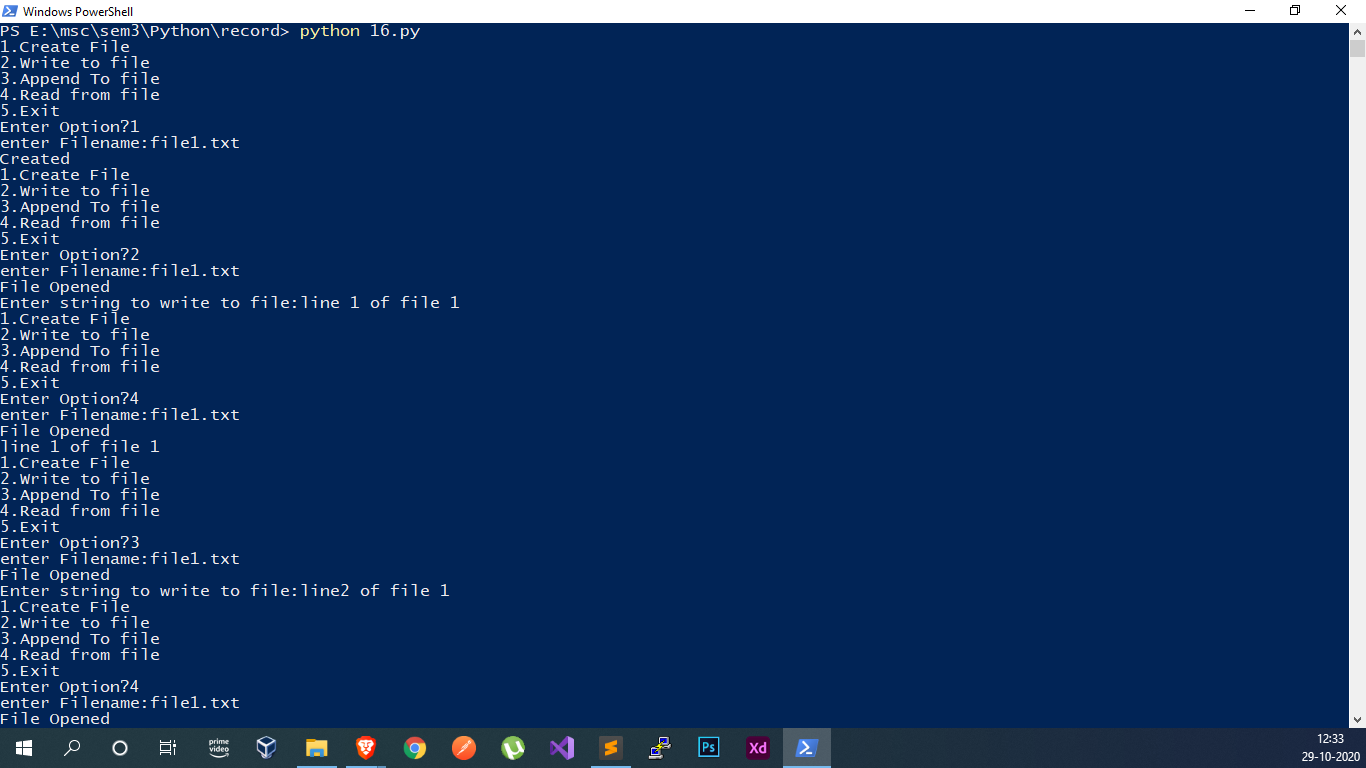 Windows PowerShell
PS E:\msc\sem3\Python\record> python 16.py
1.Create File
2.Write to file
3.Append To file
4.Read from file
5.Exit
Enter Option?1
enter Filename:file1.txt
Created
1.Create File
2.Write to file
3.Append To file
4.Read from file
5.Exit
Enter Option?2
enter Filename:file1.txt
File Opened
Enter string to write to file:line 1 of file 1
1.Create File
2.Write to file
3.Append To file
4.Read from file
5.Exit
Enter Option?4
enter Filename:file1.txt
File Opened
line 1 of file 1
1.Create File
2.Write to file
3.Append To file
4.Read from file
5.Exit
Enter Option?3
enter Filename:file1.txt
File Opened
Enter string to write to file:line2 of file 1
1.Create File
2.Write to file
3.Append To file
4.Read from file
5.Exit
Enter Option?4
enter Filename:file1.txt
File Opened
prime
video
Ps
Xd
12:33
29-10-2020